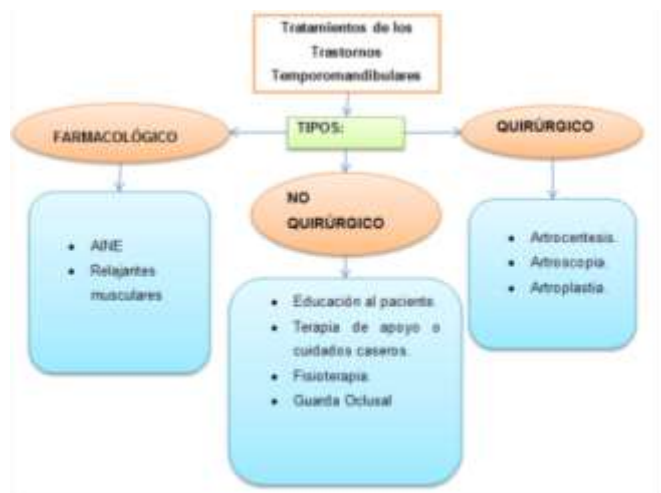 Tratamientos de los
Trastornos
Temporomandibulares
TIPOS:
FARMACOLÓGICO
QUIRÚRGICO
NO
QUIRÚRGICO
• AINE
• Relajantes
musculares
• Educación al paciente.
• Terapia de apoyo o
cuidados caseros.
• Fisioterapia.
• Guarda Oclusal
• Artrocentesis.
• Artroscopia.
• Artroplastia.